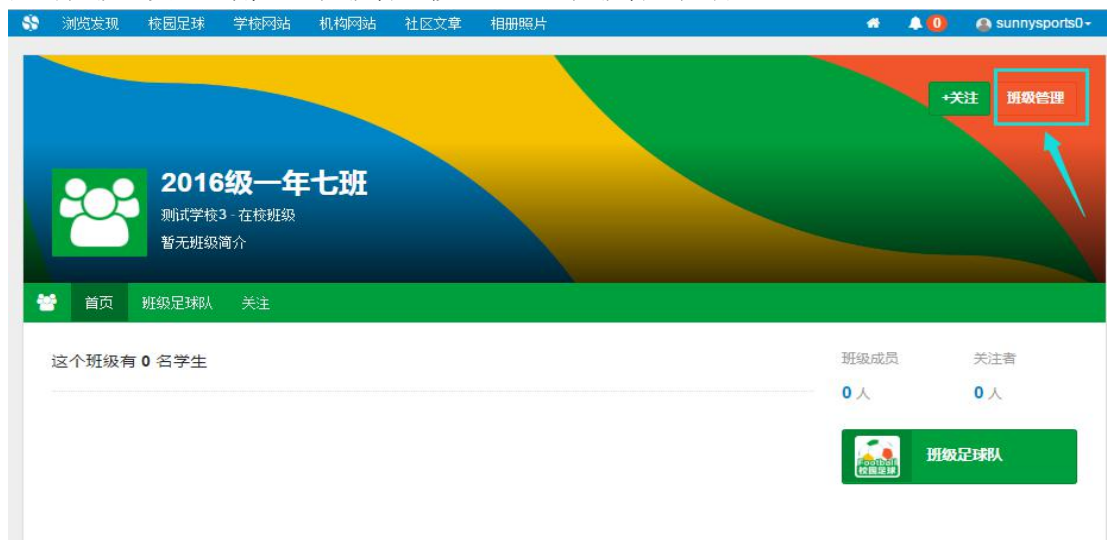 浏览发现 校园足球 学校网站 机构网站 社区文章 相册照片 0 sunnysports0
+关注 班级管理
2016级一年七班
测试学校3 - 在校班级
暂无班级简介
首页 班级足球队 关注
这个班级有 0 名学生
班级成员 关注者
0 人 0 人
Football
校园足球
班级足球队